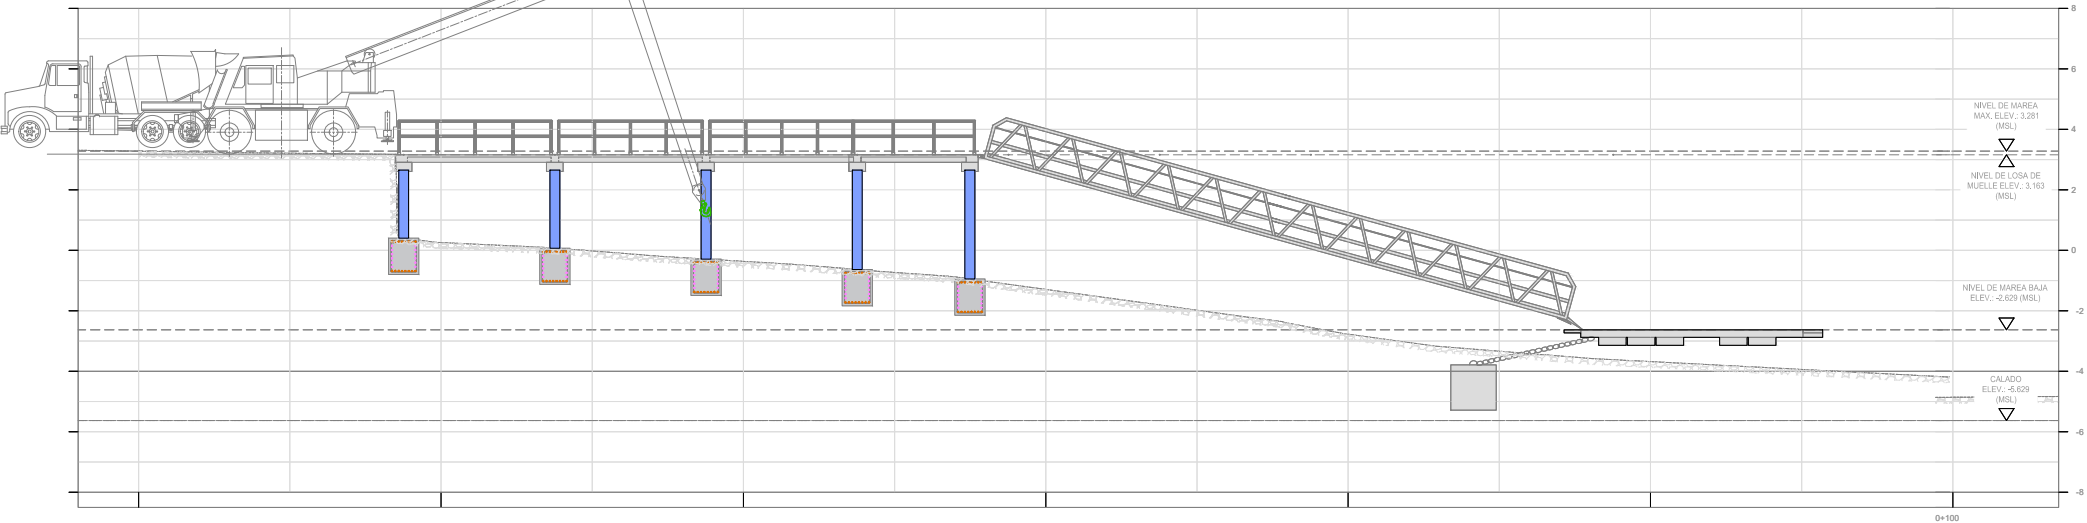 8
6
NIVEL DE MAREA
MAX. ELEV.: 3,281
(MSL)
4
NIVEL DE LOSA DE
MUELLE ELEV.: 3,163
(MSL)
2
0
NIVEL DE MAREA BAJA
ELEV.: -2.629 (MSL)
-2
-4
CALADO
ELEV.: -5.629
(MSL)
-6
-8
0+100